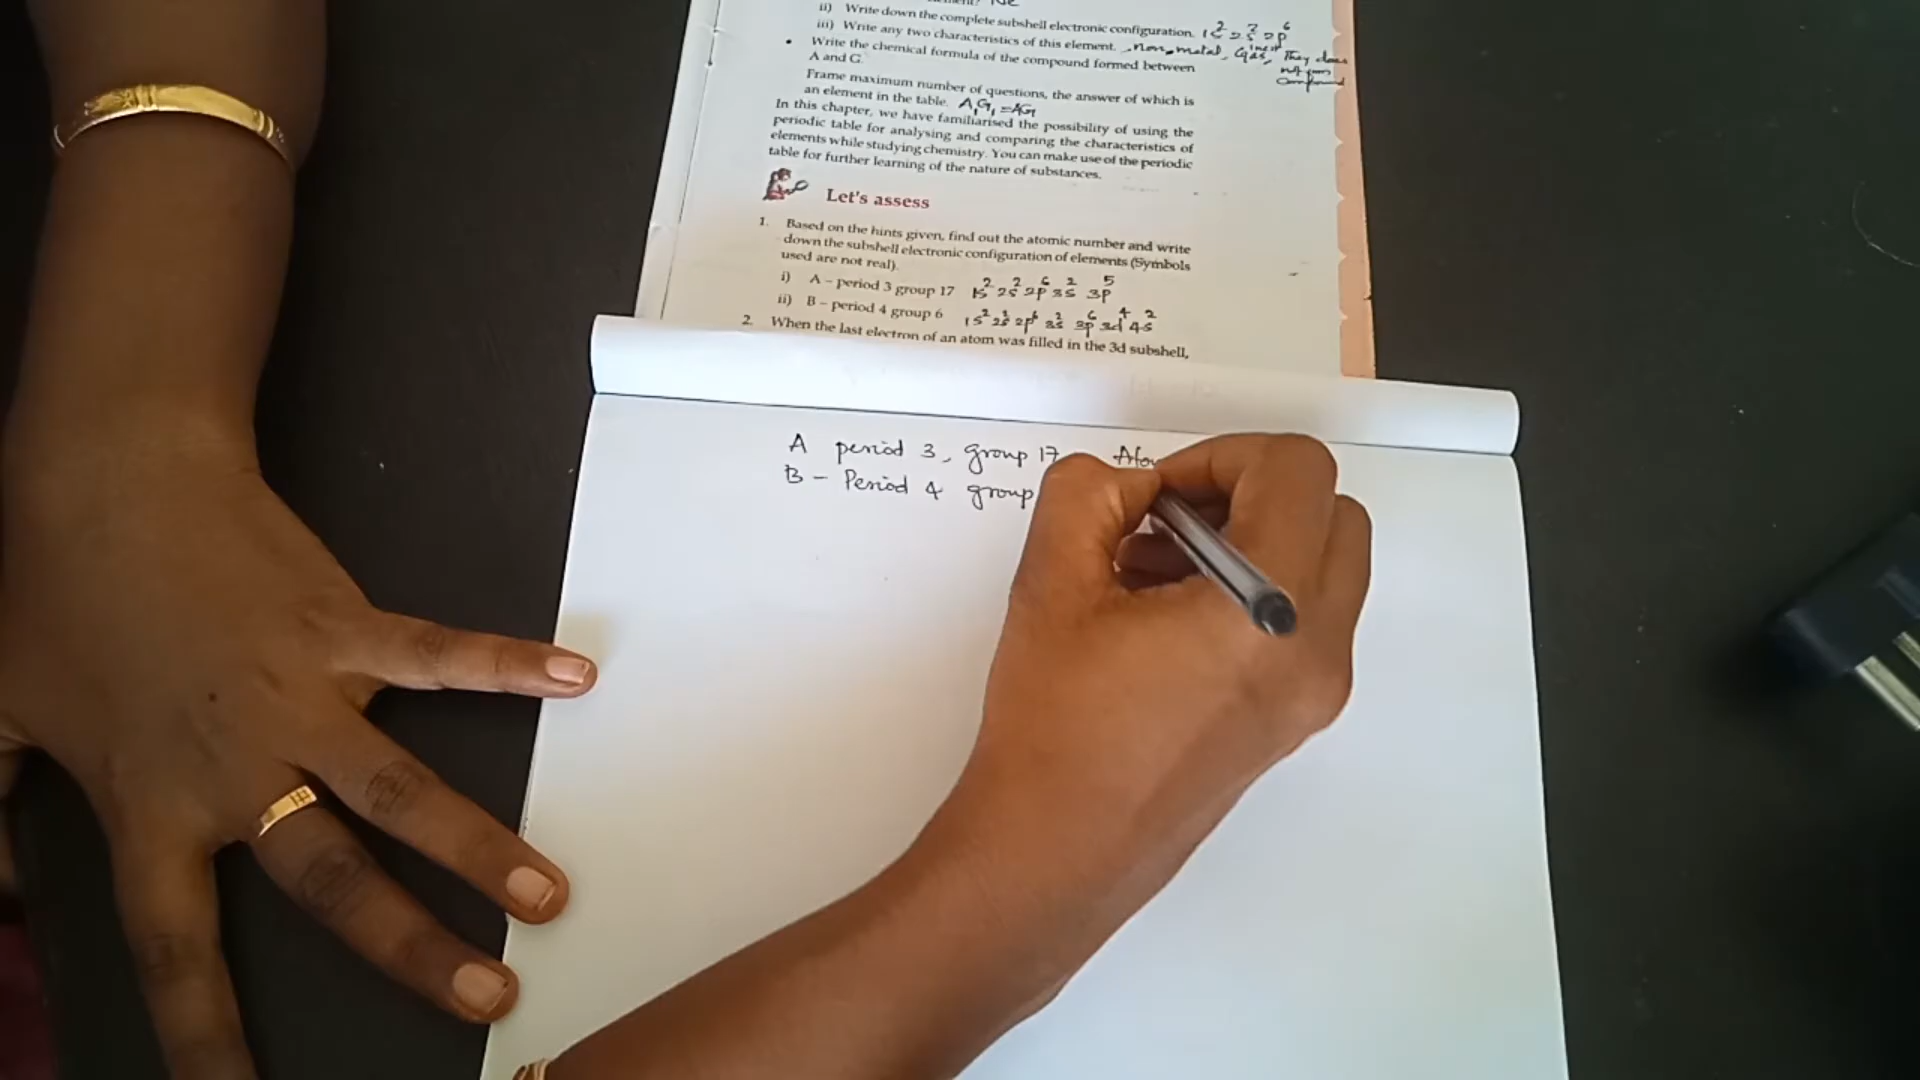 ii) Write down the complete subshell electronic configuration. 1s² 2s² 2p⁶
iii) Write any two characteristics of this element. non metal, Gas, inert They does
not form
compound
• Write the chemical formula of the compound formed between
A and G.
Frame maximum number of questions, the answer of which is
an element in the table. A₁G₁ = AG
In this chapter, we have familiarised the possibility of using the
periodic table for analysing and comparing the characteristics of
elements while studying chemistry. You can make use of the periodic
table for further learning of the nature of substances.
Let's assess
1. Based on the hints given, find out the atomic number and write
down the subshell electronic configuration of elements (Symbols
used are not real).
i) A – period 3 group 17 1s² 2s² 2p⁶ 3s² 3p⁵
ii) B – period 4 group 6 1s² 2s² 2p⁶ 3s² 3p⁶ 3d⁴ 4s²
2. When the last electron of an atom was filled in the 3d subshell,
A period 3, group 17
B – Period 4 group